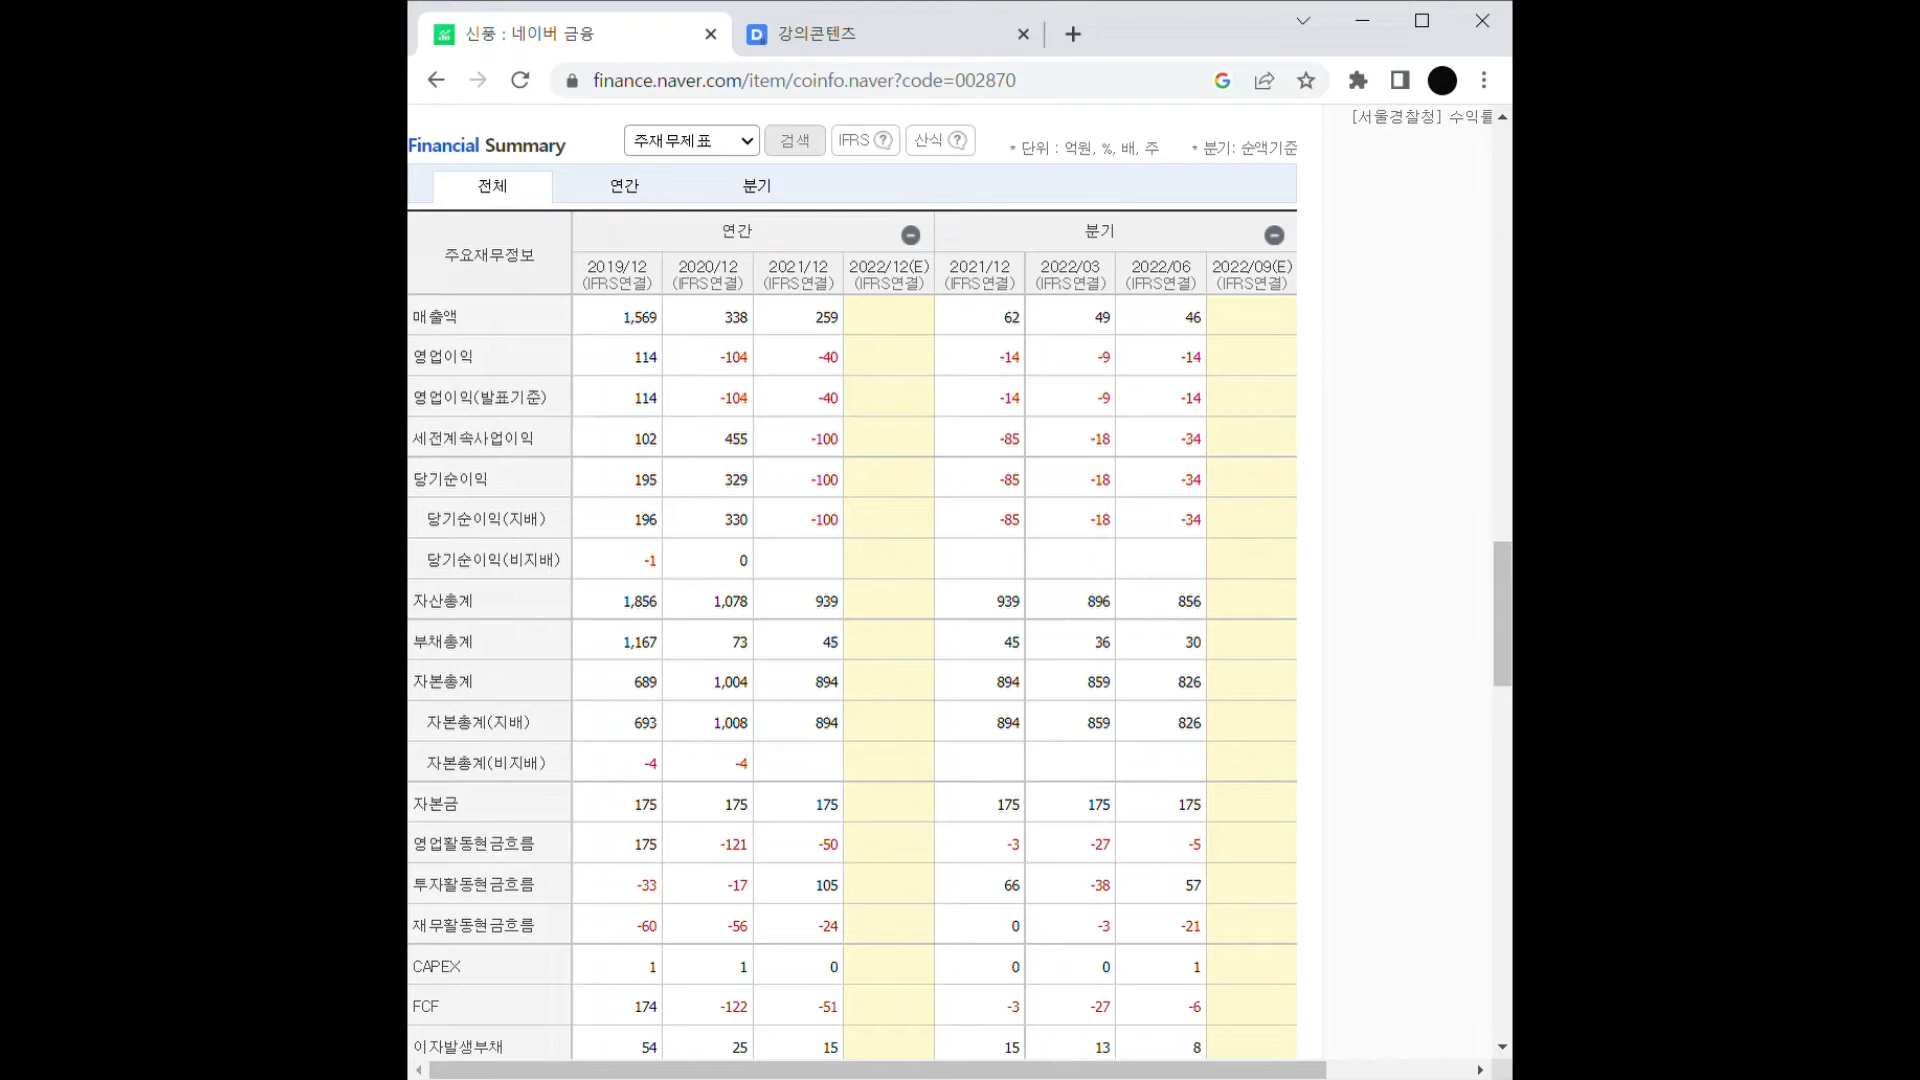 신풍 : 네이버 금융
강의콘텐츠
finance.naver.com/item/coinfo.naver?code=002870
[서울경찰청] 수익률
Financial Summary 주재무제표 검색 IFRS ? 산식 ? * 단위 : 억원, %, 배, 주 * 분기: 순액기준
전체 연간 분기
주요재무정보 연간 분기
2019/12 2020/12 2021/12 2022/12(E) 2021/12 2022/03 2022/06 2022/09(E)
(IFRS연결) (IFRS연결) (IFRS연결) (IFRS연결) (IFRS연결) (IFRS연결) (IFRS연결) (IFRS연결)
매출액 1,569 338 259 62 49 46
영업이익 114 -104 -40 -14 -9 -14
영업이익(발표기준) 114 -104 -40 -14 -9 -14
세전계속사업이익 102 455 -100 -85 -18 -34
당기순이익 195 329 -100 -85 -18 -34
당기순이익(지배) 196 330 -100 -85 -18 -34
당기순이익(비지배) -1 0
자산총계 1,856 1,078 939 939 896 856
부채총계 1,167 73 45 45 36 30
자본총계 689 1,004 894 894 859 826
자본총계(지배) 693 1,008 894 894 859 826
자본총계(비지배) -4 -4
자본금 175 175 175 175 175 175
영업활동현금흐름 175 -121 -50 -3 -27 -5
투자활동현금흐름 -33 -17 105 66 -38 57
재무활동현금흐름 -60 -56 -24 0 -3 -21
CAPEX 1 1 0 0 0 1
FCF 174 -122 -51 -3 -27 -6
이자발생부채 54 25 15 15 13 8